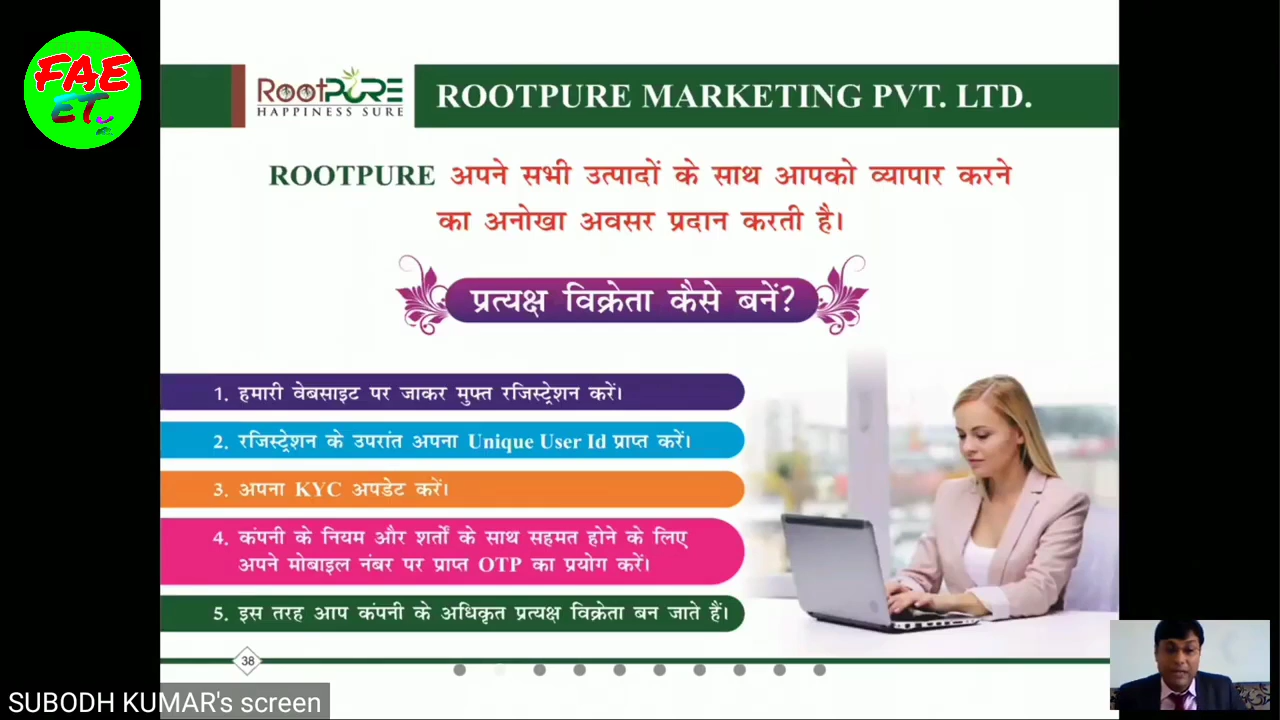 FAE
ET
RootPURE
HAPPINESS SURE
ROOTPURE MARKETING PVT. LTD.
ROOTPURE अपने सभी उत्पादों के साथ आपको व्यापार करने
का अनोखा अवसर प्रदान करती है।
प्रत्यक्ष विक्रेता कैसे बनें?
1. हमारी वेबसाइट पर जाकर मुफ्त रजिस्ट्रेशन करें।
2. रजिस्ट्रेशन के उपरांत अपना Unique User Id प्राप्त करें।
3. अपना KYC अपडेट करें।
4. कंपनी के नियम और शर्तों के साथ सहमत होने के लिए
अपने मोबाइल नंबर पर प्राप्त OTP का प्रयोग करें।
5. इस तरह आप कंपनी के अधिकृत प्रत्यक्ष विक्रेता बन जाते हैं।
38
SUBODH KUMAR's screen